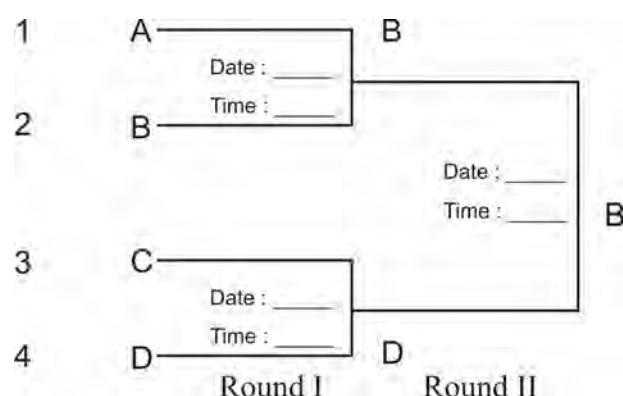 1 A B
Date : _____
Time : _____
2 B
Date : _____
Time : _____
B
3 C
Date : _____
Time : _____
4 D D
Round I Round II